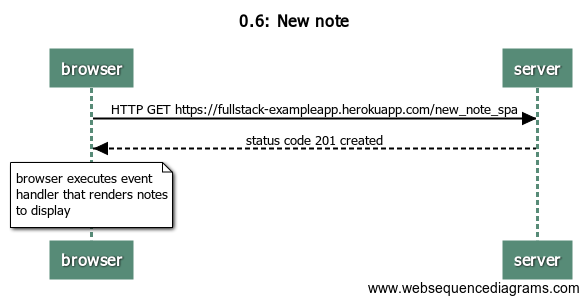 0.6: New note
browser
server
HTTP GET https://fullstack-exampleapp.herokuapp.com/new_note_spa
status code 201 created
browser executes event
handler that renders notes
to display
browser
server
www.websequencediagrams.com